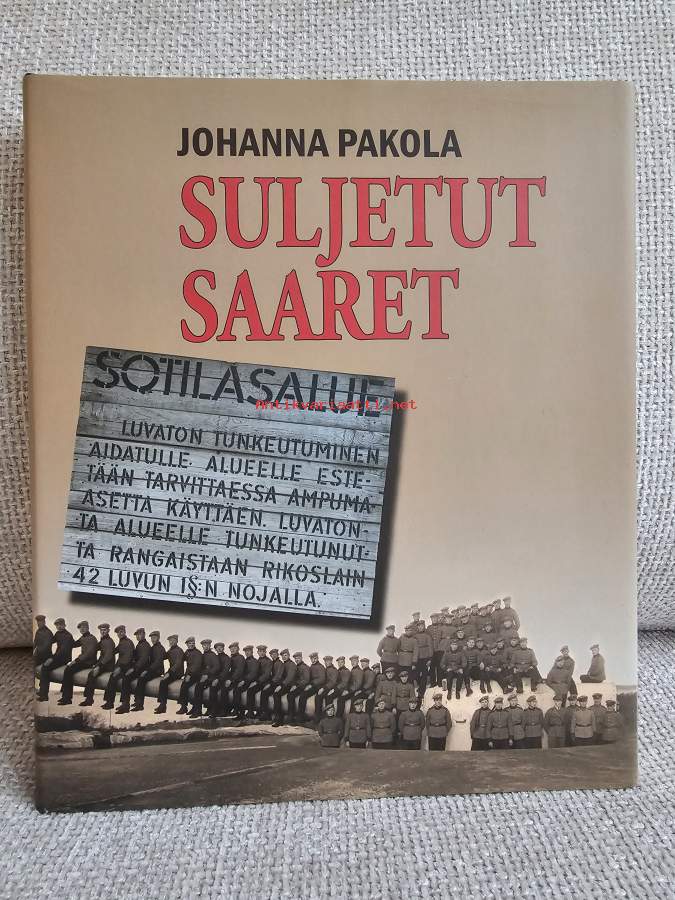 JOHANNA PAKOLA
SULJETUT
SAARET
SOTILASALUE
Antikvariaatti.net
LUVATON TUNKEUTUMINEN
AIDATULLE ALUEELLE ESTE-
TÄÄN TARVITTAESSA AMPUMA-
ASETTA KÄYTTÄEN. LUVATON-
TA ALUEELLE TUNKEUTUNUT-
TA RANGAISTAAN RIKOSLAIN
42 LUVUN 1§:N NOJALLA.